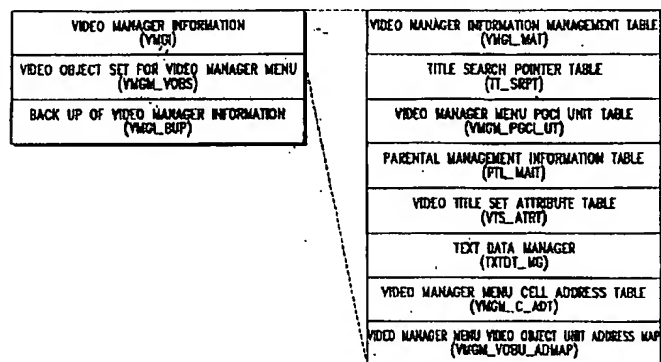 VIDEO MANAGER INFORMATION
(VMGI)
VIDEO OBJECT SET FOR VIDEO MANAGER MENU
(VMGM_VOBS)
BACK UP OF VIDEO MANAGER INFORMATION
(VMGI_BUP)
VIDEO MANAGER INFORMATION MANAGEMENT TABLE
(VMGI_MAT)
TITLE SEARCH POINTER TABLE
(TT_SRPT)
VIDEO MANAGER MENU PGCI UNIT TABLE
(VMGM_PGCI_UT)
PARENTAL MANAGEMENT INFORMATION TABLE
(PTL_MAIT)
VIDEO TITLE SET ATTRIBUTE TABLE
(VTS_ATRT)
TEXT DATA MANAGER
(TXTDT_MG)
VIDEO MANAGER MENU CELL ADDRESS TABLE
(VMGM_C_ADT)
VIDEO MANAGER MENU VIDEO OBJECT UNIT ADDRESS MAP
(VMGM_VOBU_ADMAP)